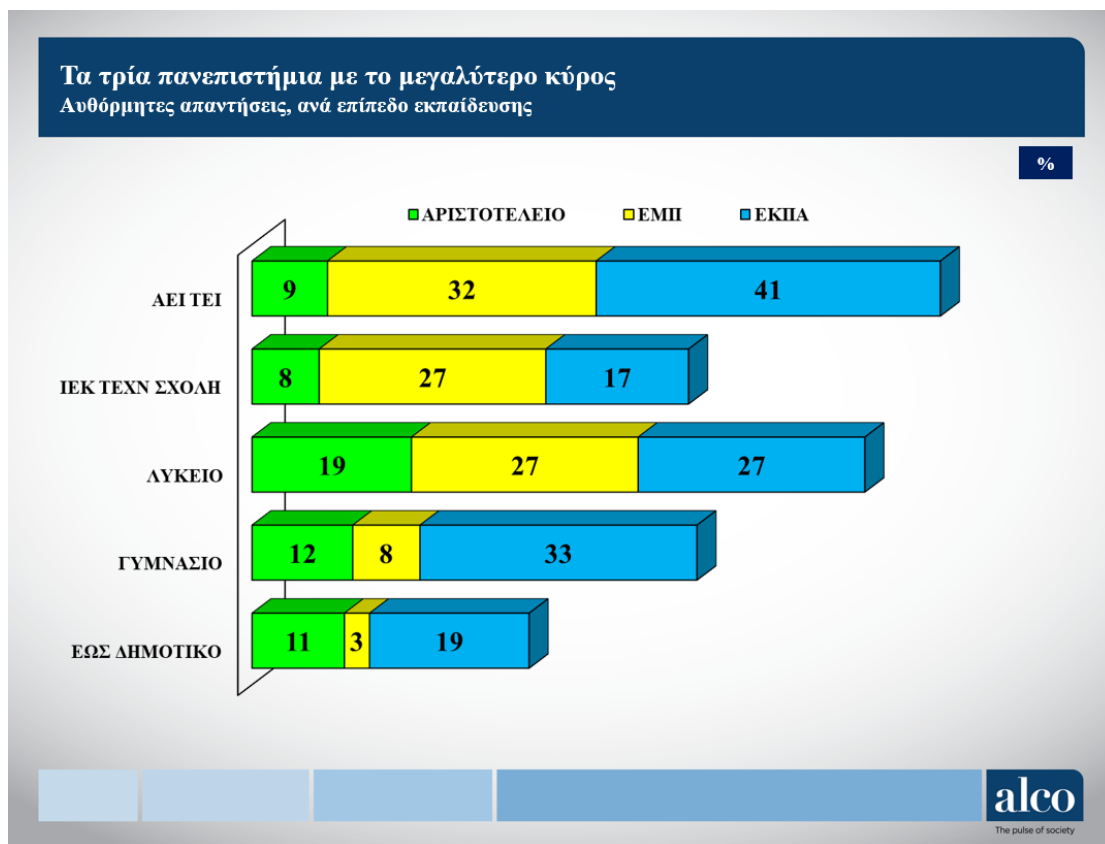 Τα τρία πανεπιστήμια με το μεγαλύτερο κύρος
Αυθόρμητες απαντήσεις, ανά επίπεδο εκπαίδευσης
%
ΑΡΙΣΤΟΤΕΛΕΙΟ ΕΜΠ ΕΚΠΑ
ΑΕΙ ΤΕΙ 9 32 41
ΙΕΚ ΤΕΧΝ ΣΧΟΛΗ 8 27 17
ΛΥΚΕΙΟ 19 27 27
ΓΥΜΝΑΣΙΟ 12 8 33
ΕΩΣ ΔΗΜΟΤΙΚΟ 11 3 19
alco
The pulse of society